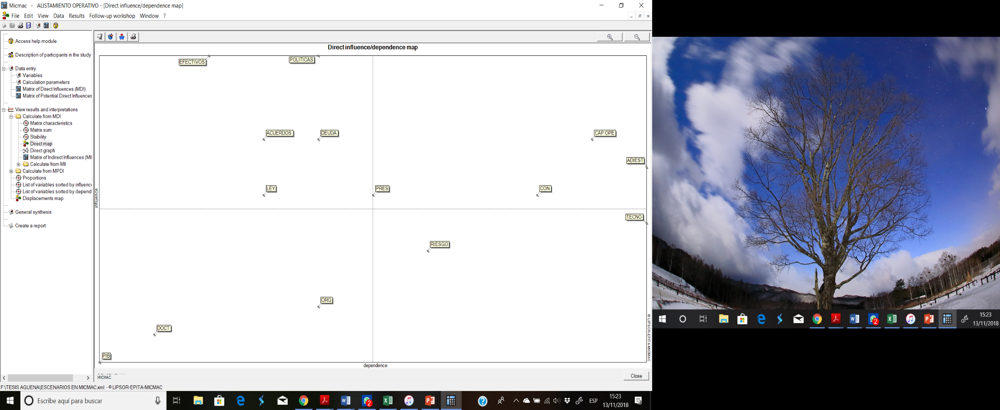 Micmac - ALISTAMIENTO OPERATIVO - [Direct influence/dependence map]
File Edit View Data Results Follow-up workshop Window ?
Access help module
Description of participants in the study
Data entry
Variables
Calculation parameters
Matrix of Direct Influences (MDI)
Matrix of Potential Direct Influences
View results and interpretations
Calculate from MDI
Matrix characteristics
Matrix sum
Stability
Direct map
Direct graph
Matrix of Indirect Influences (MII
Calculate from MII
Calculate from MPDI
Proportions
List of variables sorted by influence
List of variables sorted by depend
Displacements map
General synthesis
Create a report
Direct influence/dependence map
EFECTIVOS
POLITICAS
ACUERDOS
DEUDA
CAP OPE
ADIEST
LEY
PRES
CON
TECNO
RIESGO
ORG
DOCT
PIB
influence
dependence
© LIPSOR-EPITA-MICMAC
MICMAC
Close
F:\TESIS AGUENA\ESCENARIOS EN MICMAC.xml - © LIPSOR-EPITA-MICMAC
Escribe aquí para buscar
2
ESP
15:23
13/11/2018
2
15:23
13/11/2018